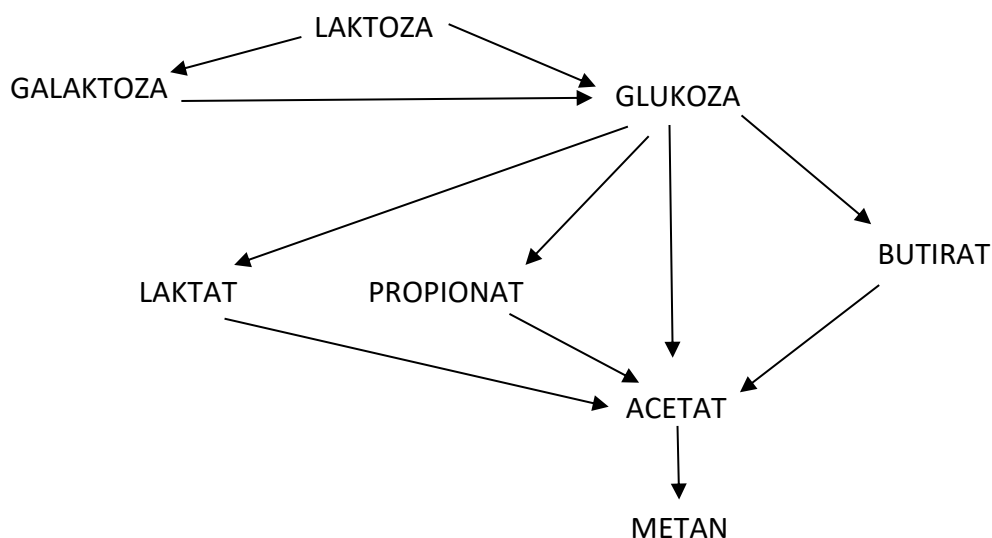 LAKTOZA
GALAKTOZA
GLUKOZA
BUTIRAT
LAKTAT
PROPIONAT
ACETAT
METAN